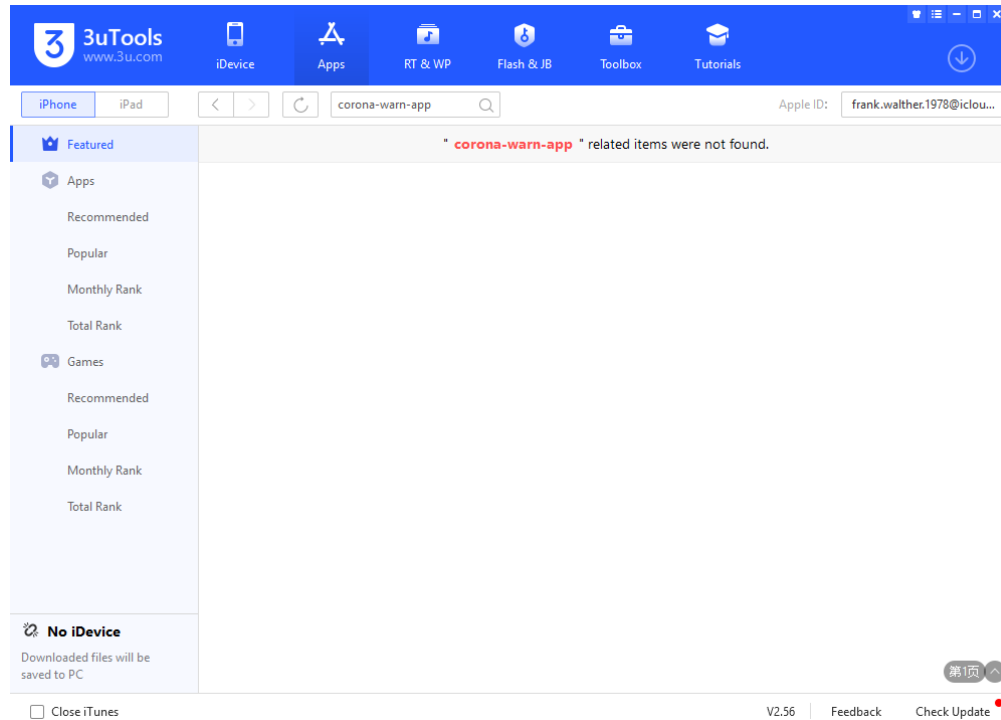 3 3uTools
www.3u.com
iDevice
Apps
RT & WP
Flash & JB
Toolbox
Tutorials
iPhone iPad
corona-warn-app
Apple ID: frank.walther.1978@iclou...
Featured
" corona-warn-app " related items were not found.
Apps
Recommended
Popular
Monthly Rank
Total Rank
Games
Recommended
Popular
Monthly Rank
Total Rank
No iDevice
Downloaded files will be
saved to PC
第1页
Close iTunes
V2.56 Feedback Check Update